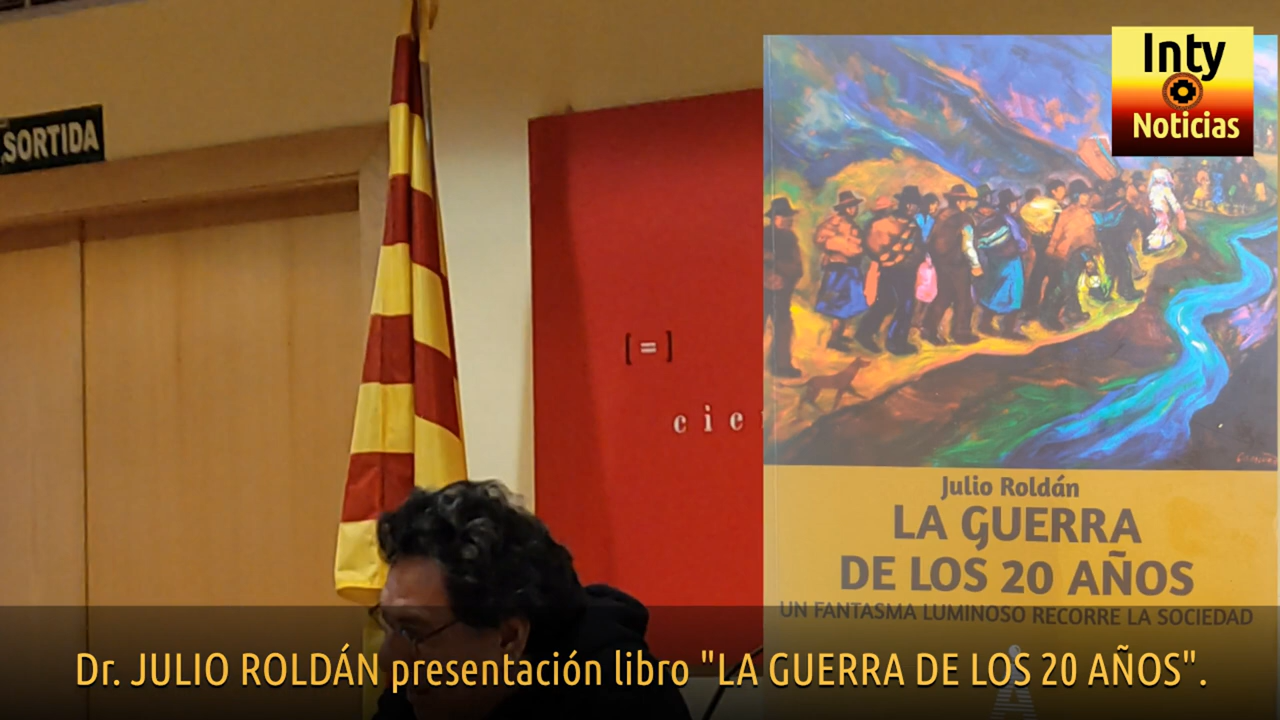 Inty
Noticias
SORTIDA
[=]
Julio Roldán
LA GUERRA
DE LOS 20 AÑOS
UN FANTASMA LUMINOSO RECORRE LA SOCIEDAD
Dr. JULIO ROLDÁN presentación libro "LA GUERRA DE LOS 20 AÑOS".